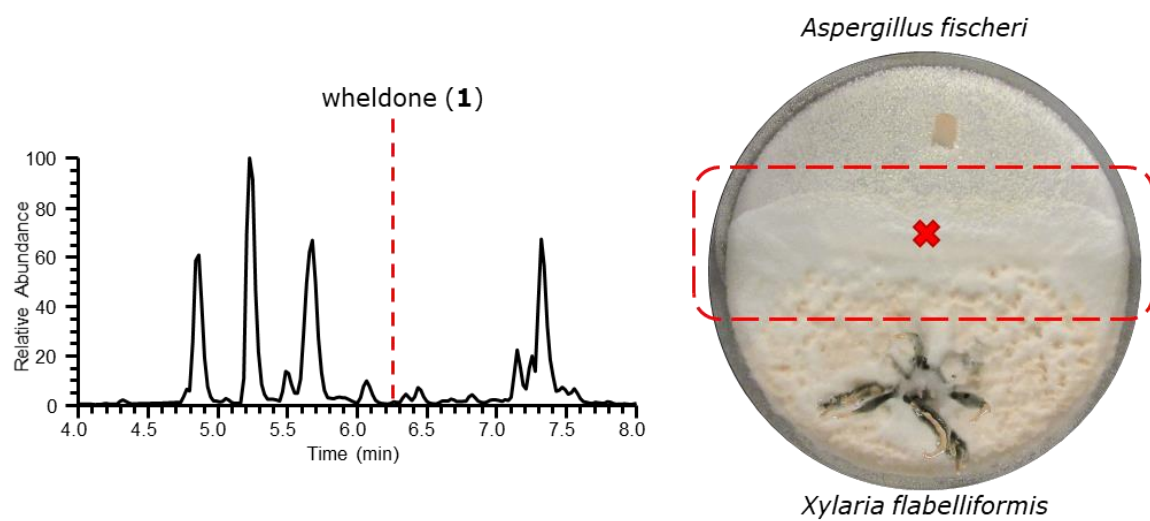 wheldone (1)
Relative Abundance
100
80
60
40
20
0
4.0 4.5 5.0 5.5 6.0 6.5 7.0 7.5 8.0
Time (min)
Aspergillus fischeri
Xylaria flabelliformis